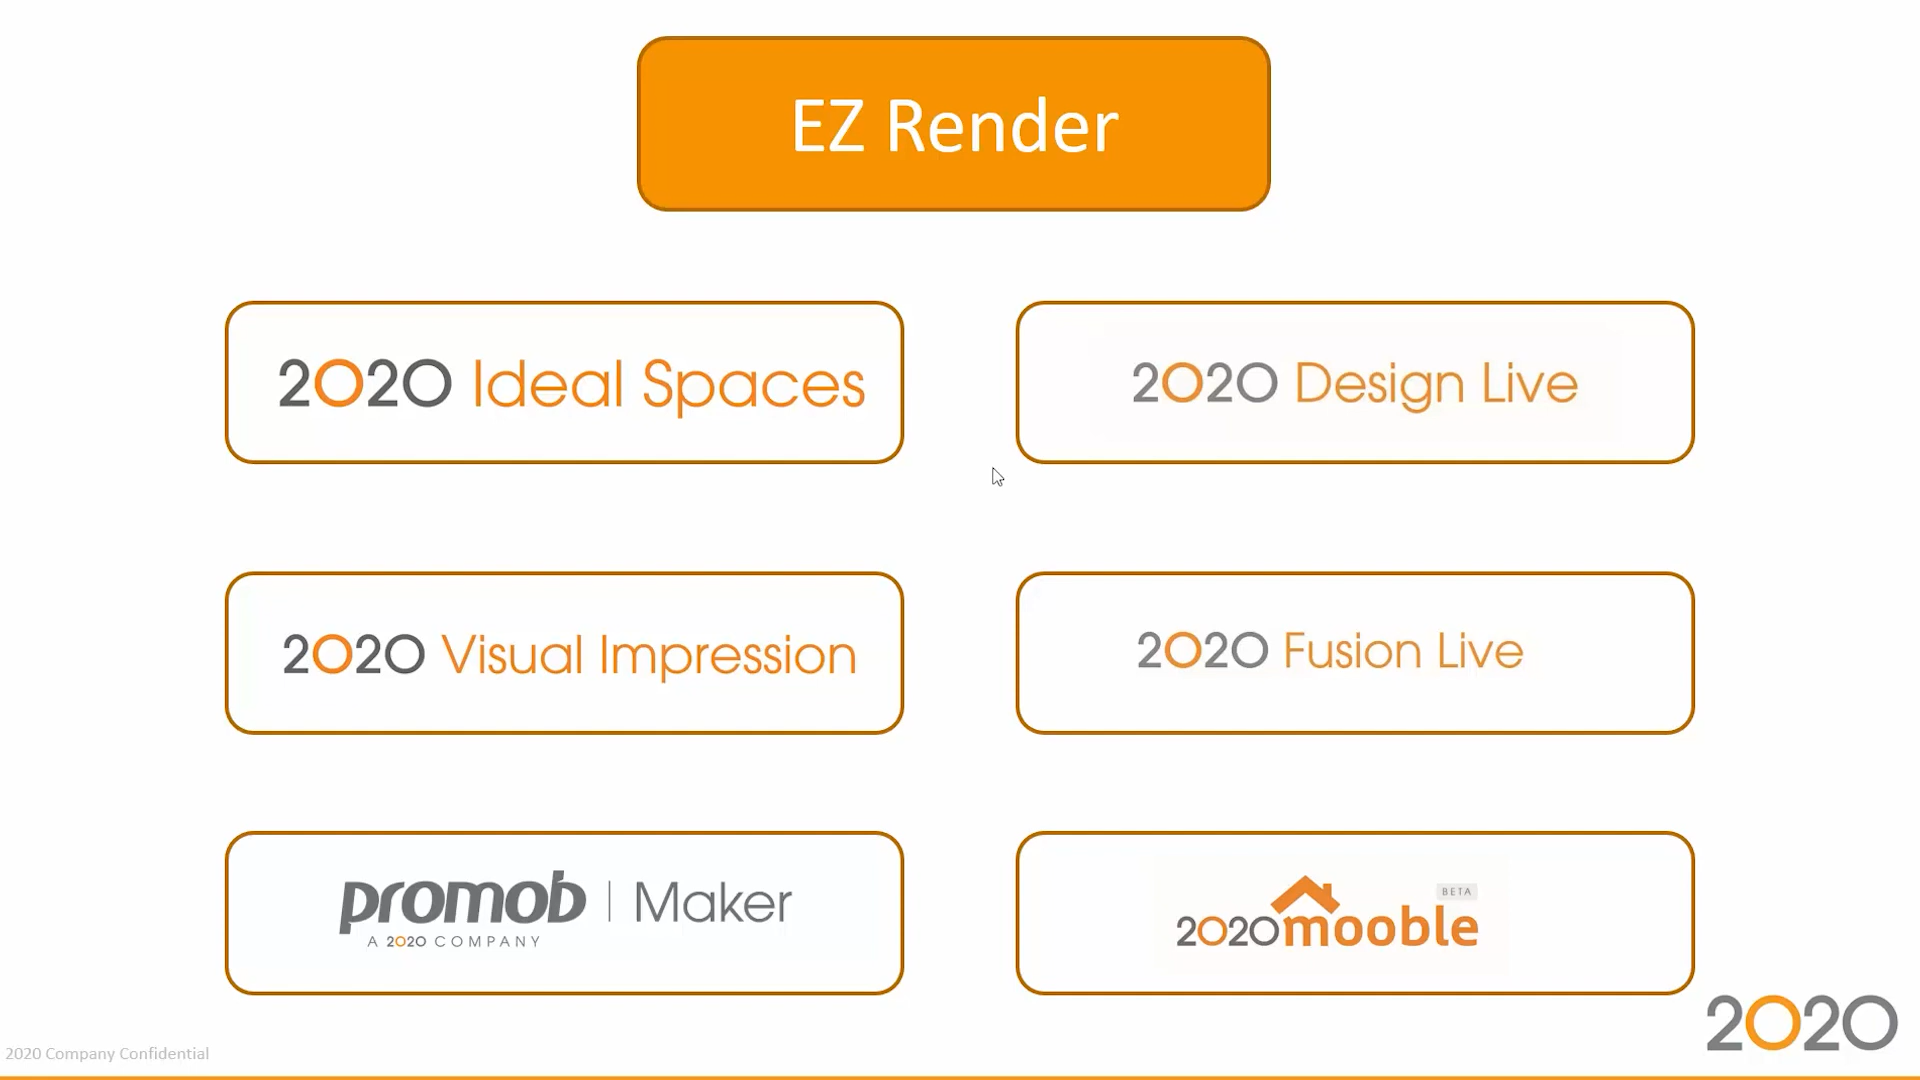 EZ Render
2020 Ideal Spaces
2020 Design Live
2020 Visual Impression
2020 Fusion Live
promob | Maker
A 2020 COMPANY
BETA
2020mooble
2020
2020 Company Confidential